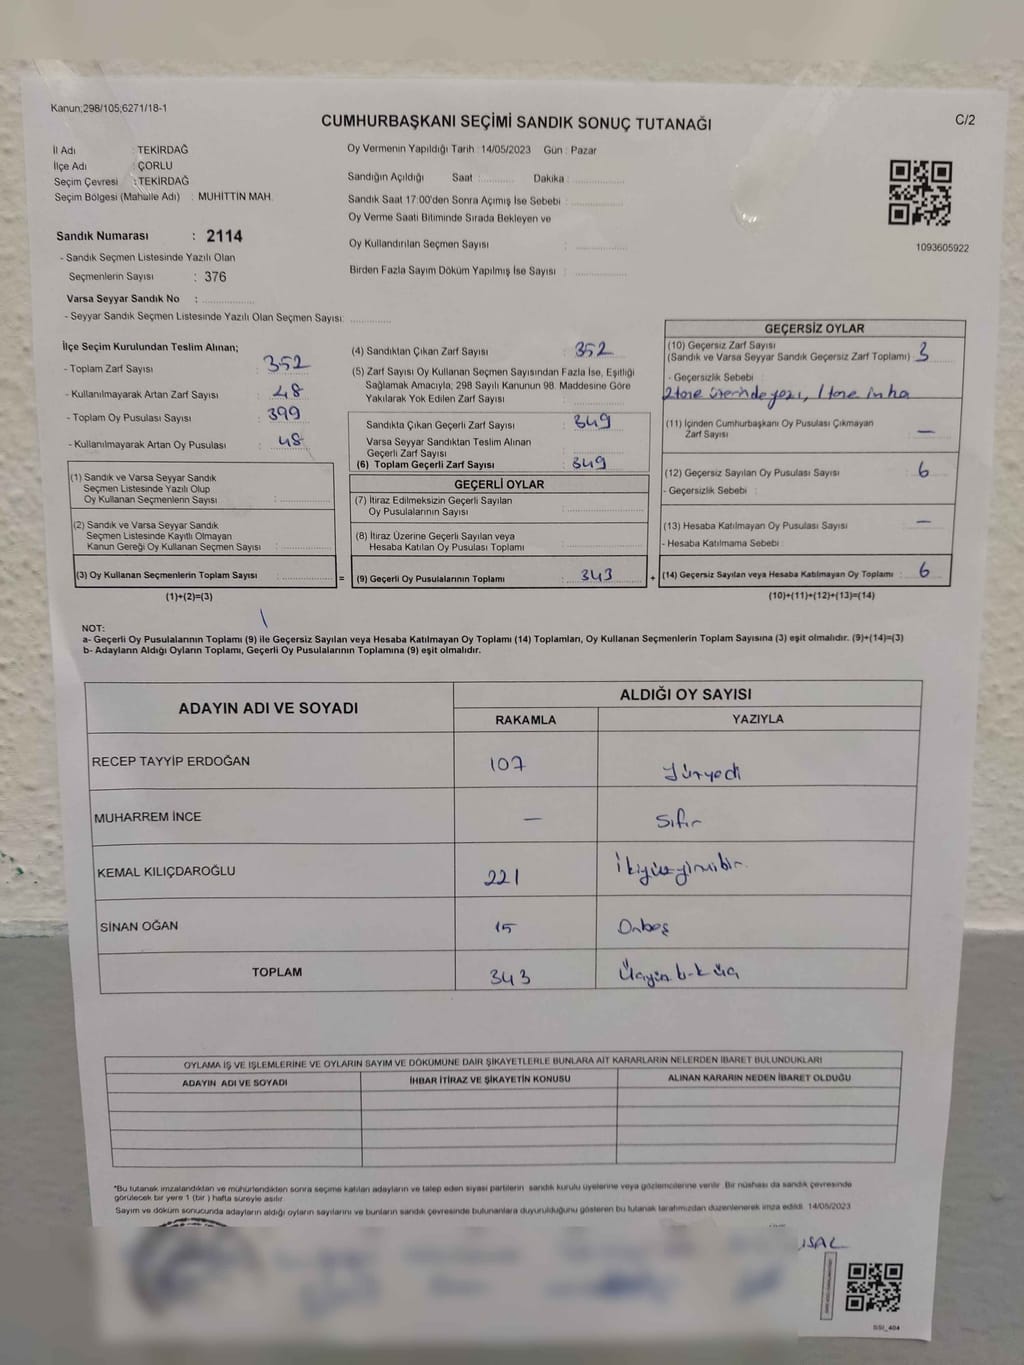 Kanun;298/105,6271/18-1
CUMHURBAŞKANI SEÇİMİ SANDIK SONUÇ TUTANAĞI
C/2
İl Adı : TEKİRDAĞ
İlçe Adı : ÇORLU
Seçim Çevresi : TEKİRDAĞ
Seçim Bölgesi (Mahalle Adı) : MUHİTTİN MAH.
Sandık Numarası : 2114
- Sandık Seçmen Listesinde Yazılı Olan
Seçmenlerin Sayısı : 376
Varsa Seyyar Sandık No :
- Seyyar Sandık Seçmen Listesinde Yazılı Olan Seçmen Sayısı:
Oy Vermenin Yapıldığı Tarih : 14/05/2023 Gün : Pazar
Sandığın Açıldığı Saat : Dakika :
Sandık Saat 17:00'den Sonra Açımış İse Sebebi :
Oy Verme Saati Bitiminde Sırada Bekleyen ve
Oy Kullandırılan Seçmen Sayısı :
Birden Fazla Sayım Döküm Yapılmış İse Sayısı :
1093605922
İlçe Seçim Kurulundan Teslim Alınan;
- Toplam Zarf Sayısı : 352
- Kullanılmayarak Artan Zarf Sayısı : 48
- Toplam Oy Pusulası Sayısı : 399
- Kullanılmayarak Artan Oy Pusulası : 48
(1) Sandık ve Varsa Seyyar Sandık
Seçmen Listesinde Yazılı Olup
Oy Kullanan Seçmenlerin Sayısı :
(2) Sandık ve Varsa Seyyar Sandık
Seçmen Listesinde Kayıtlı Olmayan
Kanun Gereği Oy Kullanan Seçmen Sayısı :
(3) Oy Kullanan Seçmenlerin Toplam Sayısı :
(1)+(2)=(3)
(4) Sandıktan Çıkan Zarf Sayısı : 352
(5) Zarf Sayısı Oy Kullanan Seçmen Sayısından Fazla İse, Eşitliği
Sağlamak Amacıyla, 298 Sayılı Kanunun 98. Maddesine Göre
Yakılarak Yok Edilen Zarf Sayısı :
Sandıkta Çıkan Geçerli Zarf Sayısı : 349
Varsa Seyyar Sandıktan Teslim Alınan
Geçerli Zarf Sayısı :
(6) Toplam Geçerli Zarf Sayısı : 349
GEÇERLİ OYLAR
(7) İtiraz Edilmeksizin Geçerli Sayılan
Oy Pusulalarının Sayısı :
(8) İtiraz Üzerine Geçerli Sayılan veya
Hesaba Katılan Oy Pusulası Toplamı :
= (9) Geçerli Oy Pusulalarının Toplamı : 343
GEÇERSİZ OYLAR
(10) Geçersiz Zarf Sayısı
(Sandık ve Varsa Seyyar Sandık Geçersiz Zarf Toplamı) : 3
- Geçersizlik Sebebi :
2 tane üzerinde yazı, 1 tane imha
(11) İçinden Cumhurbaşkanı Oy Pusulası Çıkmayan
Zarf Sayısı : —
(12) Geçersiz Sayılan Oy Pusulası Sayısı : 6
- Geçersizlik Sebebi :
(13) Hesaba Katılmayan Oy Pusulası Sayısı : —
- Hesaba Katılmama Sebebi :
+ (14) Geçersiz Sayılan veya Hesaba Katılmayan Oy Toplamı : 6
(10)+(11)+(12)+(13)=(14)
NOT:
a- Geçerli Oy Pusulalarının Toplamı (9) ile Geçersiz Sayılan veya Hesaba Katılmayan Oy Toplamı (14) Toplamları, Oy Kullanan Seçmenlerin Toplam Sayısına (3) eşit olmalıdır. (9)+(14)=(3)
b- Adayların Aldığı Oyların Toplamı, Geçerli Oy Pusulalarının Toplamına (9) eşit olmalıdır.
ADAYIN ADI VE SOYADI ALDIĞI OY SAYISI
RAKAMLA YAZIYLA
RECEP TAYYİP ERDOĞAN 107 Yüzyedi
MUHARREM İNCE — Sıfır
KEMAL KILIÇDAROĞLU 221 İkiyüzyirmibir
SİNAN OĞAN 15 Onbeş
TOPLAM 343 Üçyüz kırk üç
OYLAMA İŞ VE İŞLEMLERİNE VE OYLARIN SAYIM VE DÖKÜMÜNE DAİR ŞİKAYETLERLE BUNLARA AİT KARARLARIN NELERDEN İBARET BULUNDUKLARI
ADAYIN ADI VE SOYADI İHBAR İTİRAZ VE ŞİKAYETİN KONUSU ALINAN KARARIN NEDEN İBARET OLDUĞU
*Bu tutanak imzalandıktan ve mühürlendikten sonra seçime katılan adayların ve talep eden siyasi partilerin sandık kurulu üyelerine veya gözlemcilerine verilir. Bir nüshası da sandık çevresinde
görülecek bir yere 1 (bir ) hafta süreyle asılır.
Sayım ve döküm sonucunda adayların aldığı oyların sayılarını ve bunların sandık çevresinde bulunanlara duyurulduğunu gösteren bu tutanak tarafımızdan düzenlenerek imza edildi. 14/05/2023
GSI_404